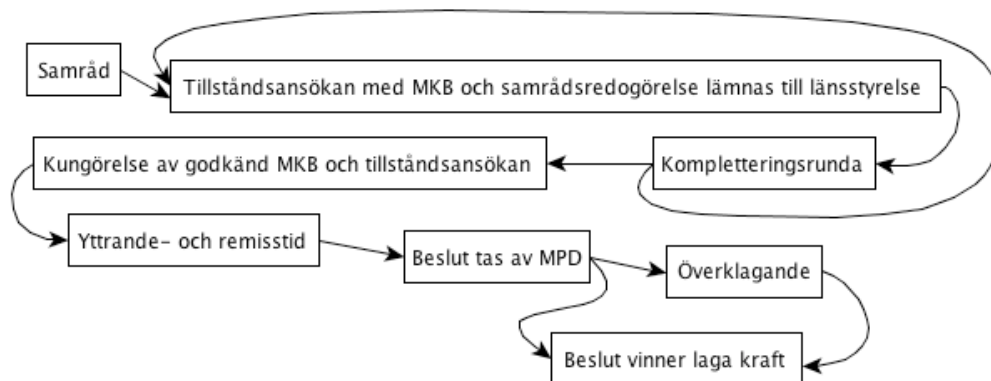 Samråd
Tillståndsansökan med MKB och samrådsredogörelse lämnas till länsstyrelse
Kungörelse av godkänd MKB och tillståndsansökan
Kompletteringsrunda
Yttrande- och remisstid
Beslut tas av MPD
Överklagande
Beslut vinner laga kraft